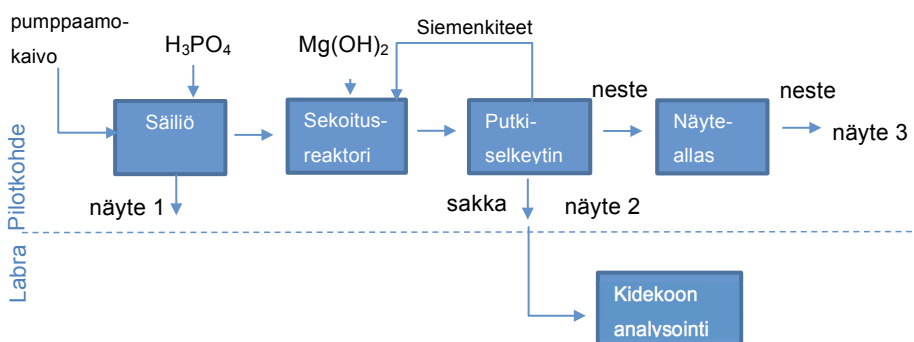 pumppaamo-
kaivo
H₃PO₄
Mg(OH)₂
Siemenkiteet
Säiliö
Sekoitus-
reaktori
Putki-
selkeytin
neste
Näyte-
allas
neste
näyte 3
näyte 1
sakka
näyte 2
Pilotkohde
Labra
Kidekoon
analysointi